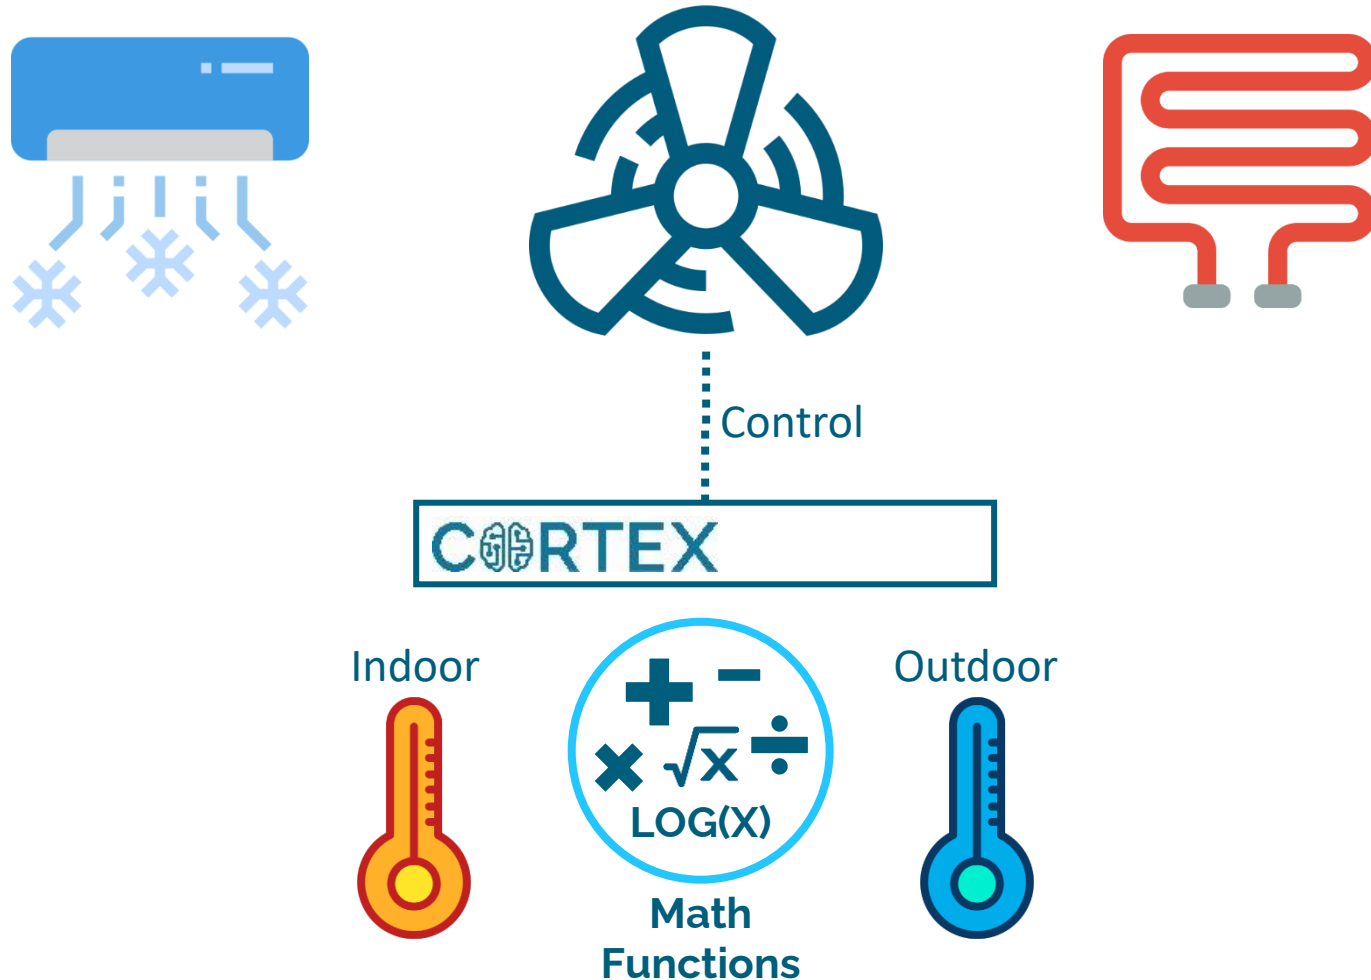 Control
CORTEX
Indoor
Outdoor
+ −
× √x ÷
LOG(X)
Math
Functions